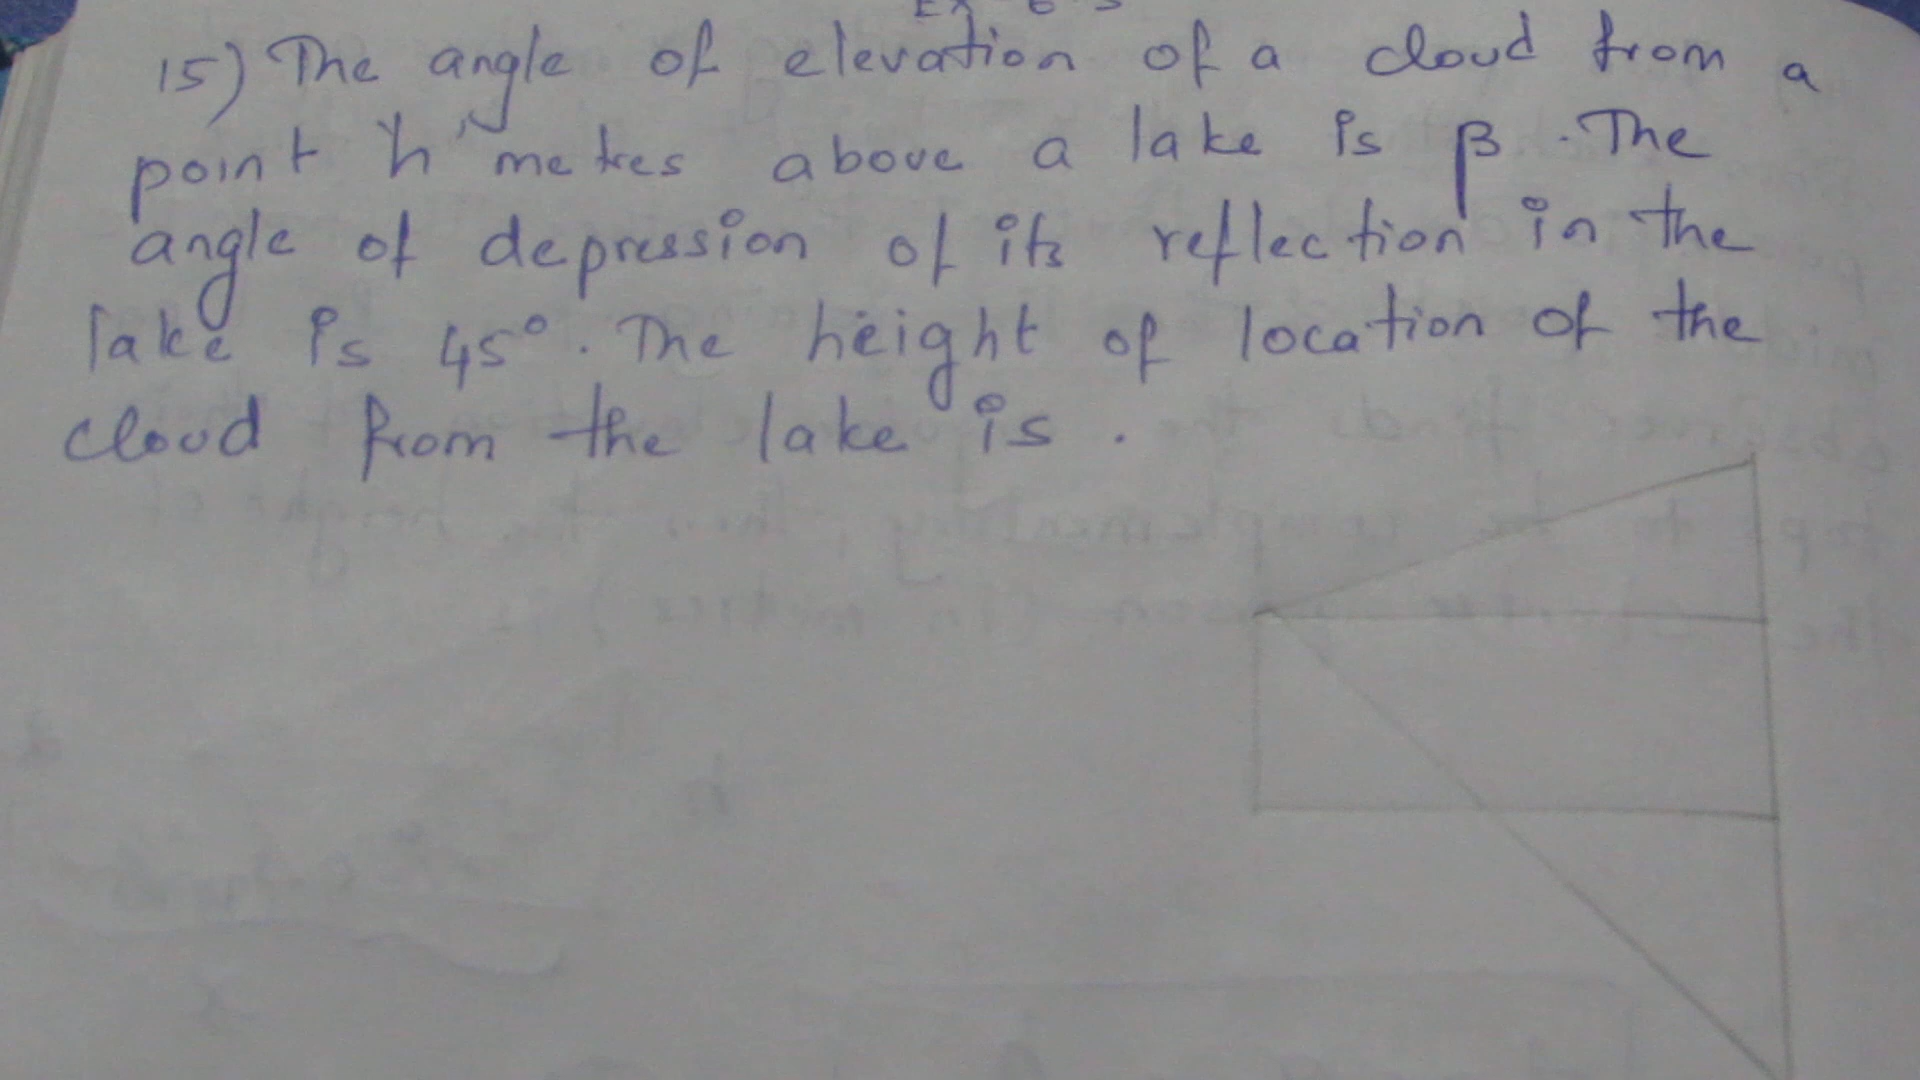 15) The angle of elevation of a cloud from a
point 'h' metres above a lake is β. The
angle of depression of its reflection in the
lake is 45°. The height of location of the
cloud from the lake is.